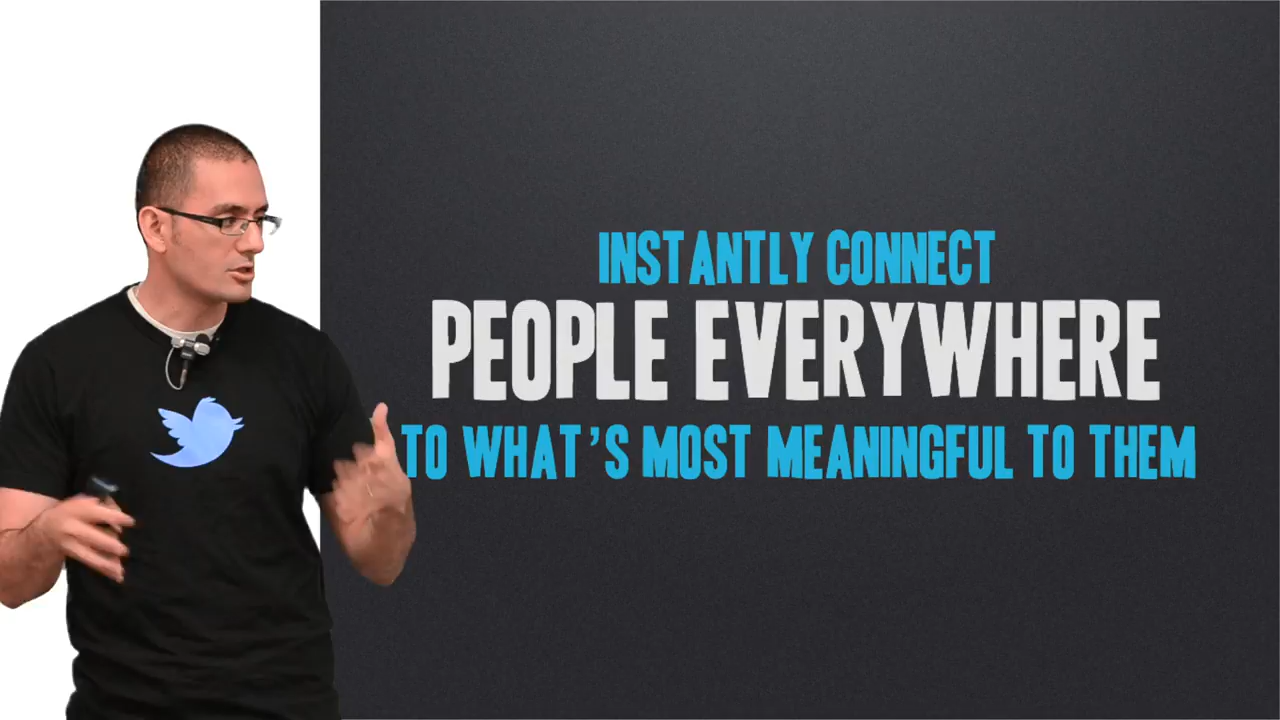 INSTANTLY CONNECT
PEOPLE EVERYWHERE
TO WHAT'S MOST MEANINGFUL TO THEM